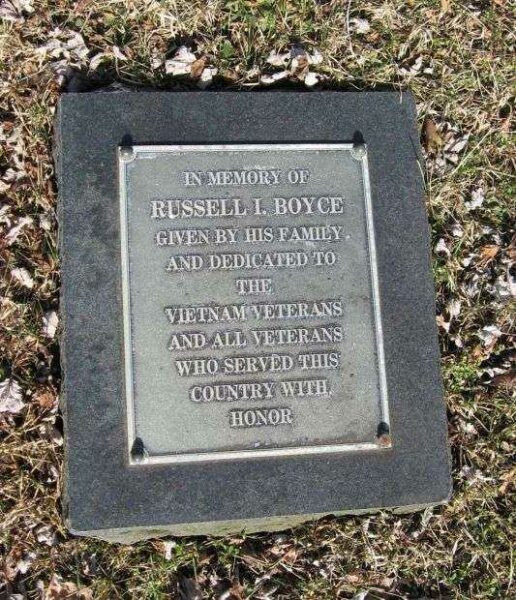 IN MEMORY OF
RUSSELL I. BOYCE
GIVEN BY HIS FAMILY
AND DEDICATED TO
THE
VIETNAM VETERANS
AND ALL VETERANS
WHO SERVED THIS
COUNTRY WITH
HONOR